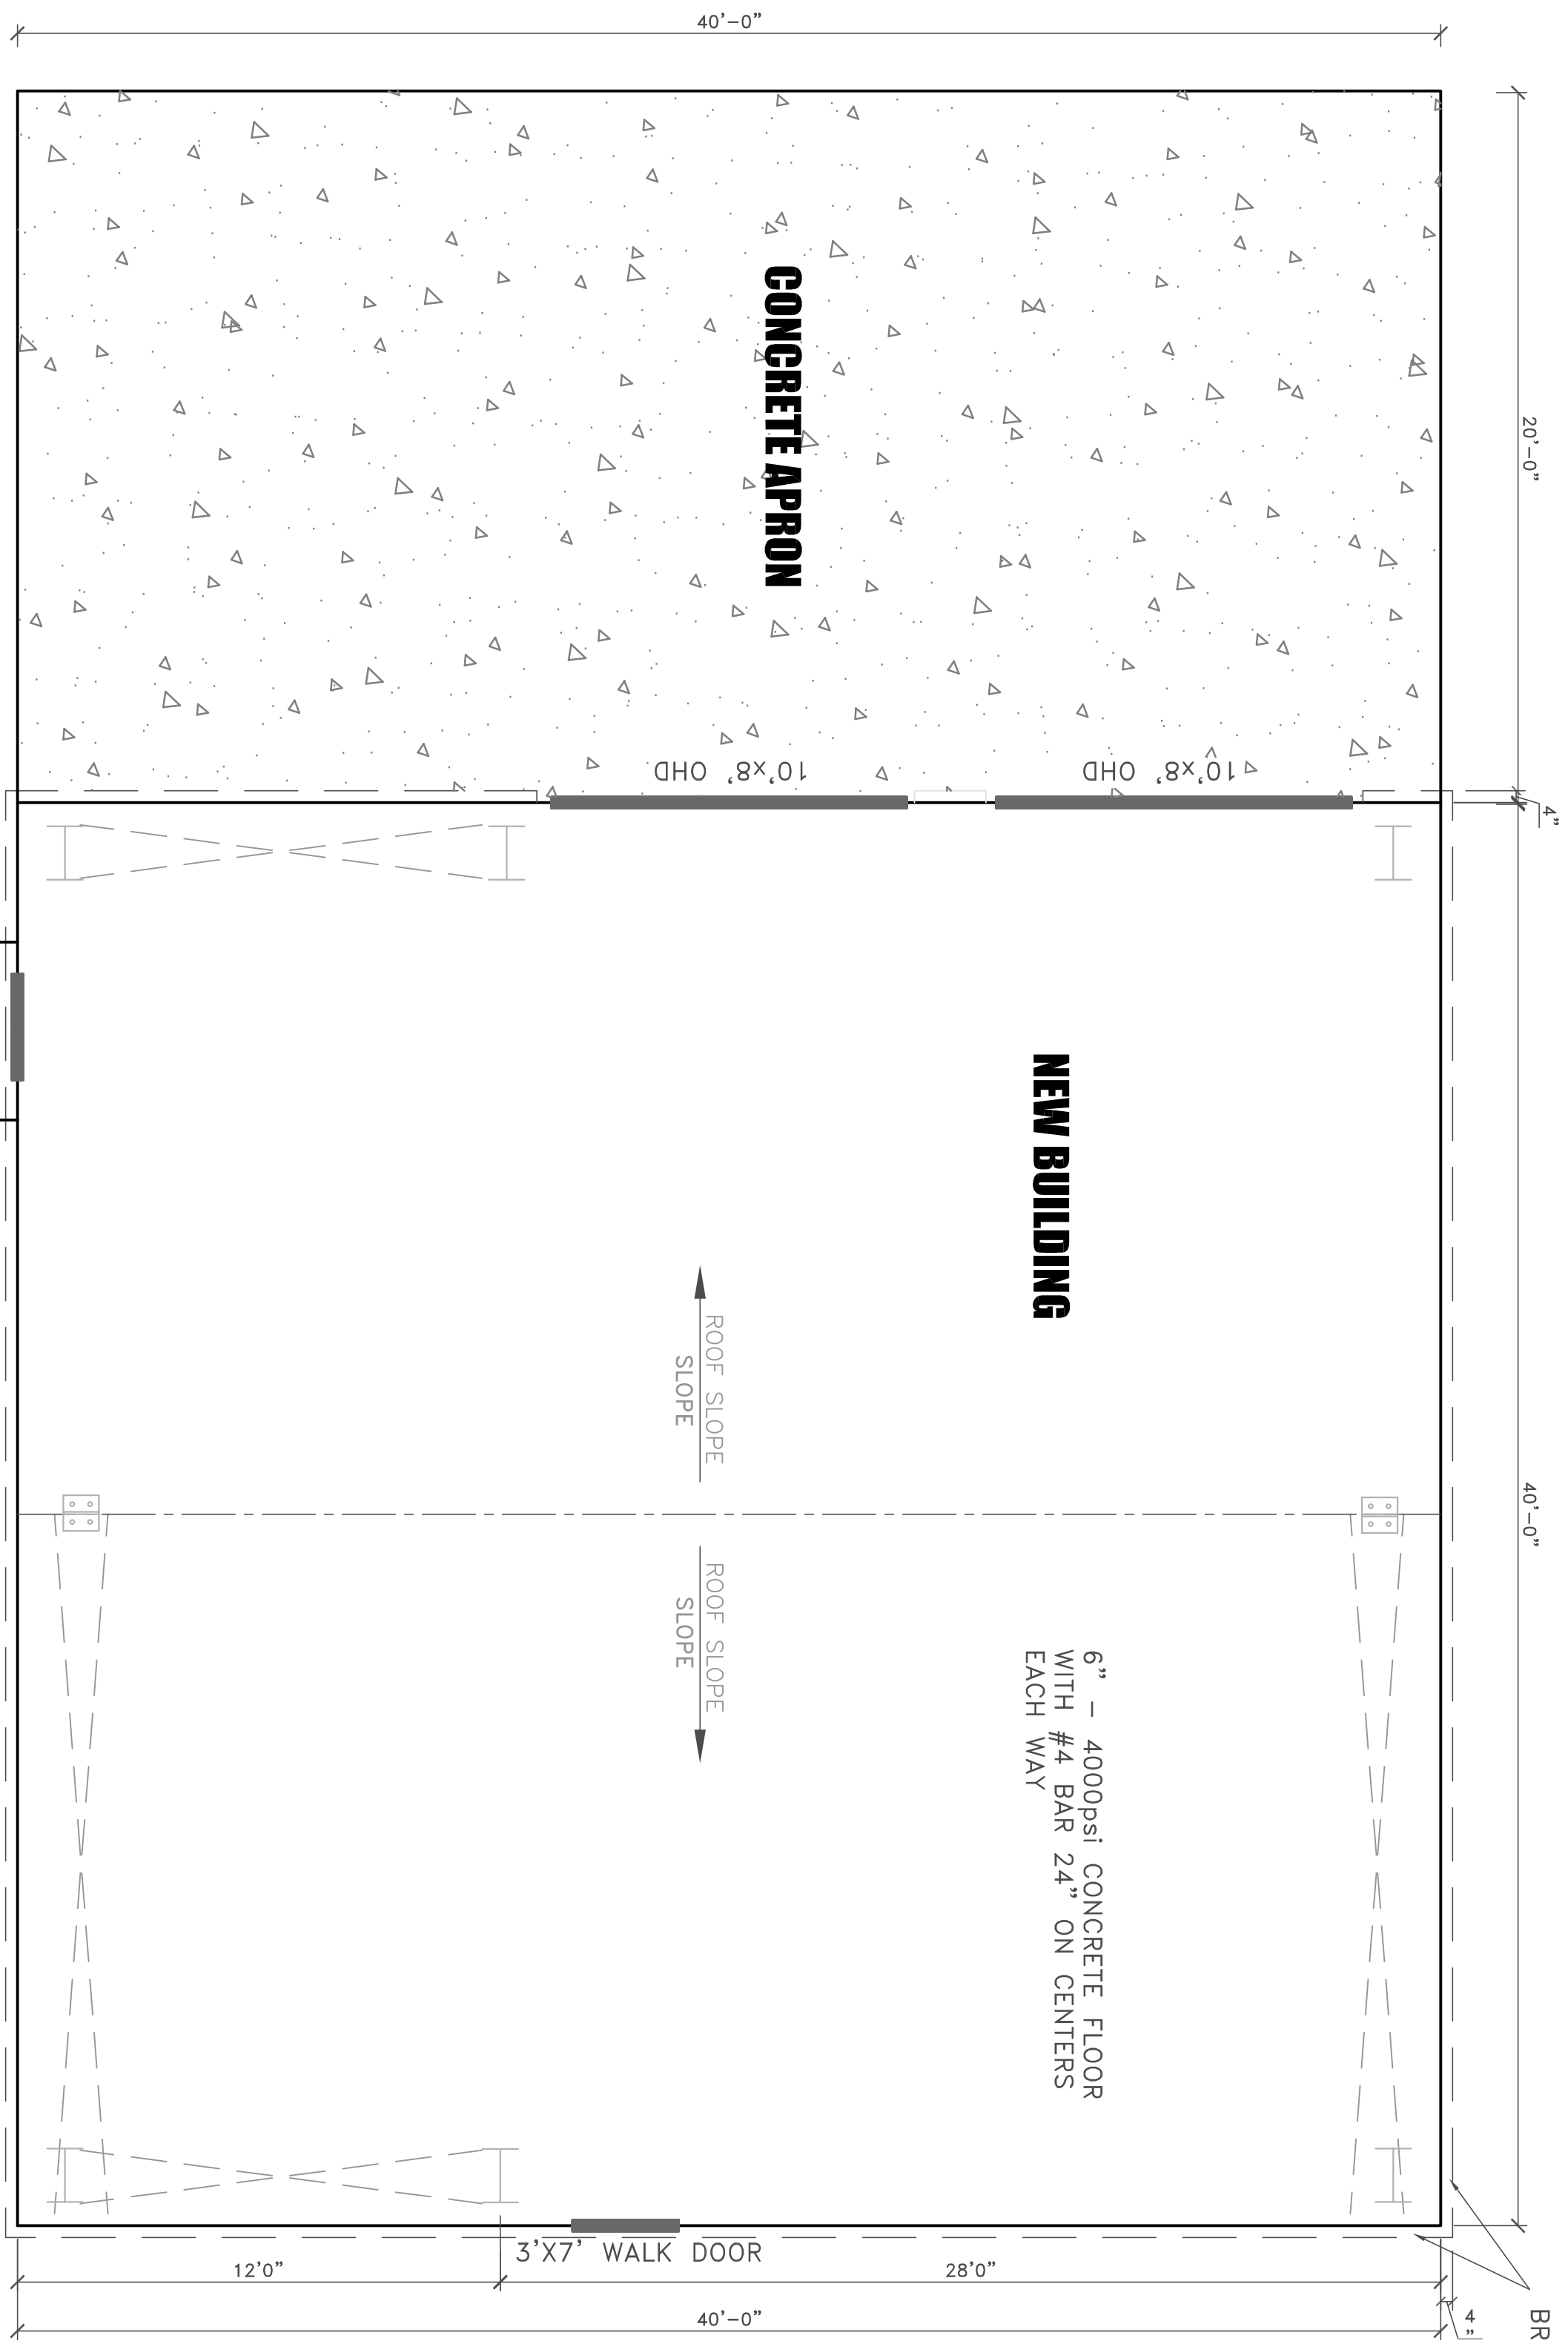 40'-0"
20'-0"
CONCRETE APRON
10'x8' OHD
10'x8' OHD
4"
NEW BUILDING
ROOF SLOPE
SLOPE
40'-0"
ROOF SLOPE
SLOPE
6" - 4000psi CONCRETE FLOOR
WITH #4 BAR 24" ON CENTERS
EACH WAY
3'X7' WALK DOOR
12'0"
28'0"
4"
BR
40'-0"